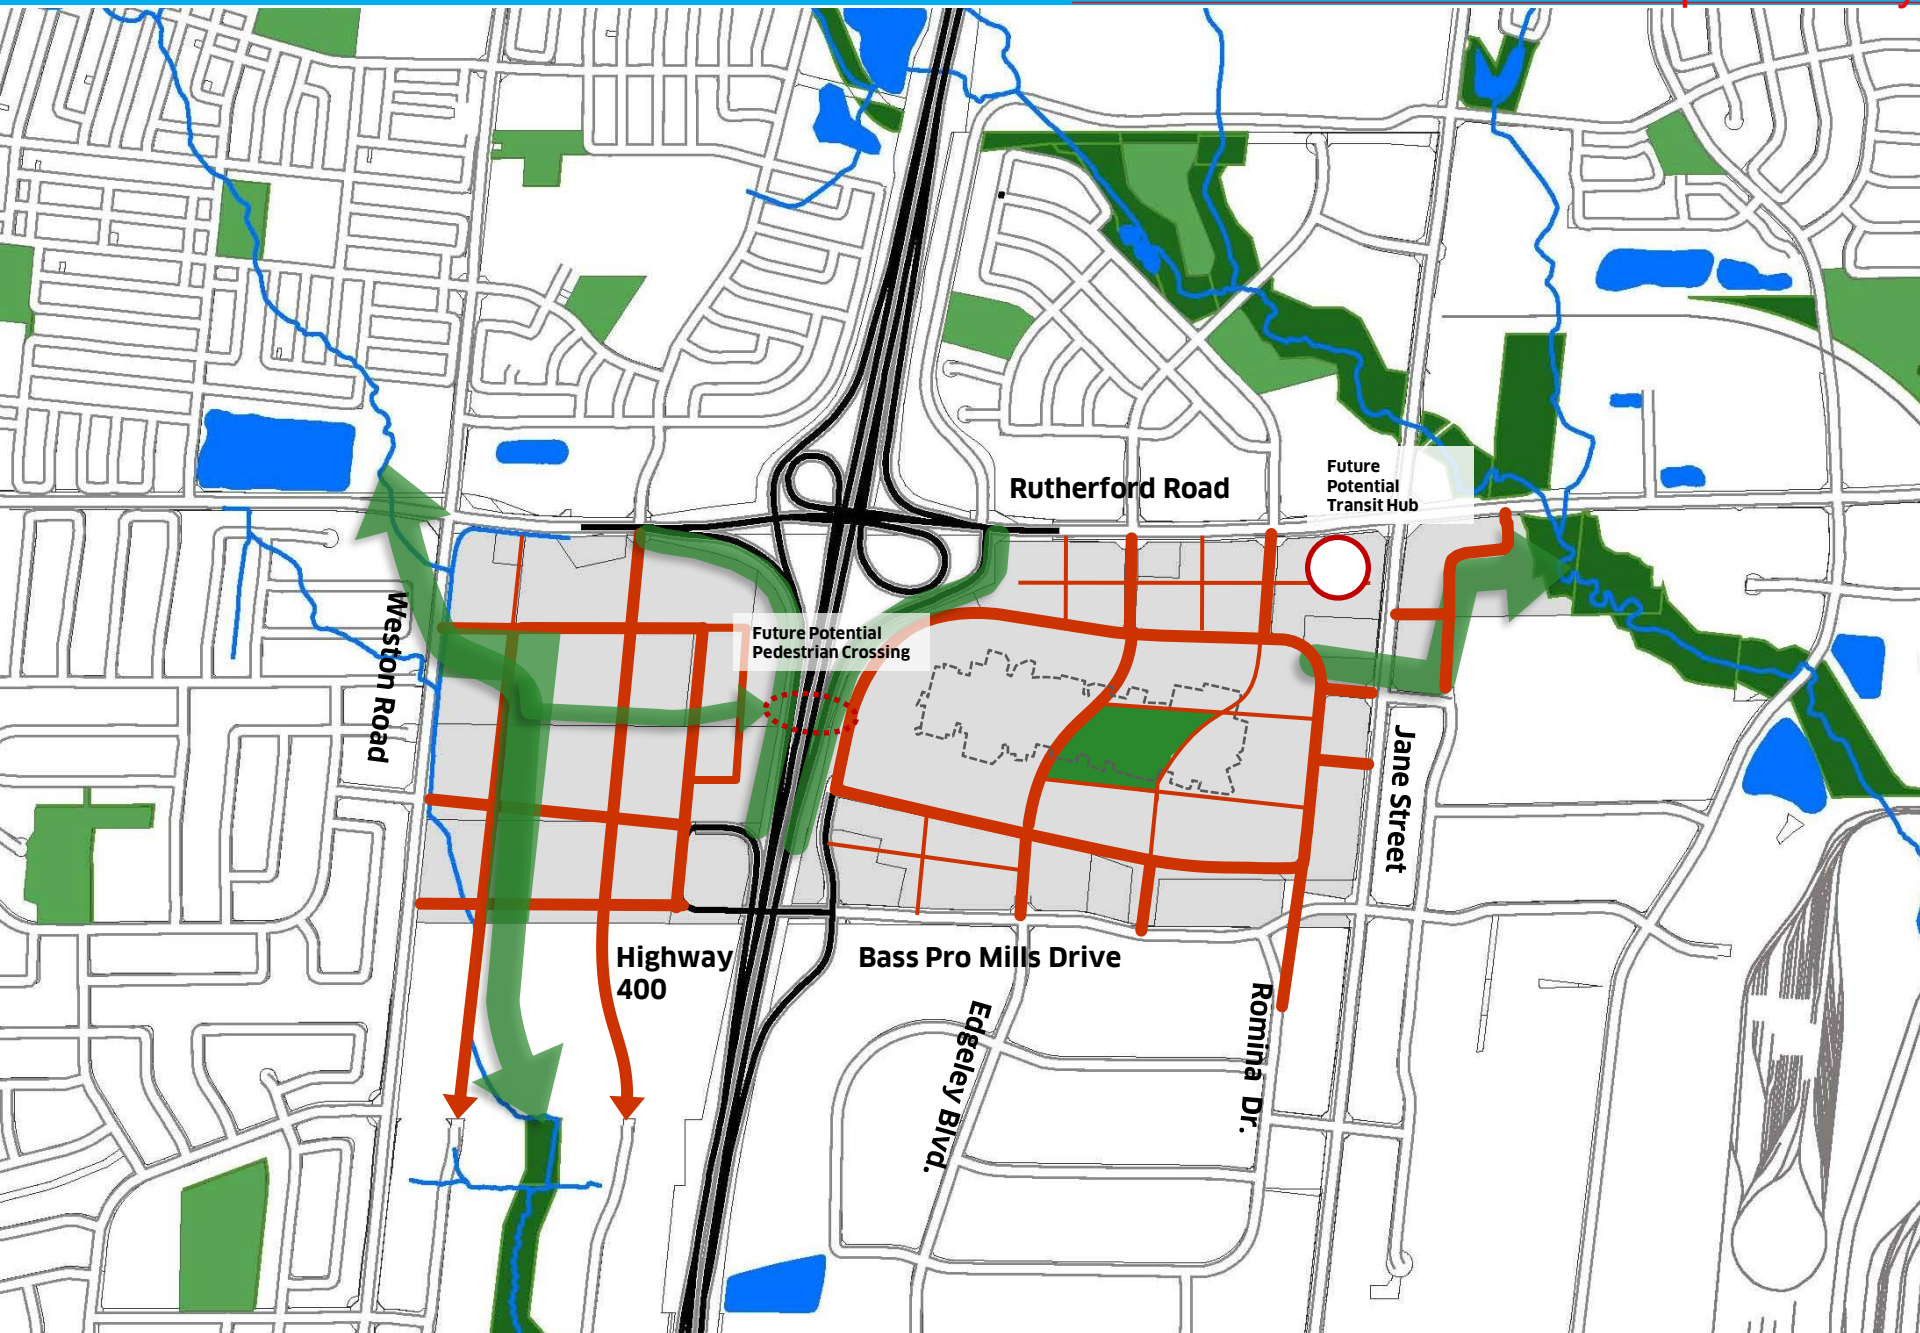 Rutherford Road
Future
Potential
Transit Hub
Weston Road
Future Potential
Pedestrian Crossing
Jane Street
Highway
400
Bass Pro Mills Drive
Edgeley Blvd.
Romina Dr.